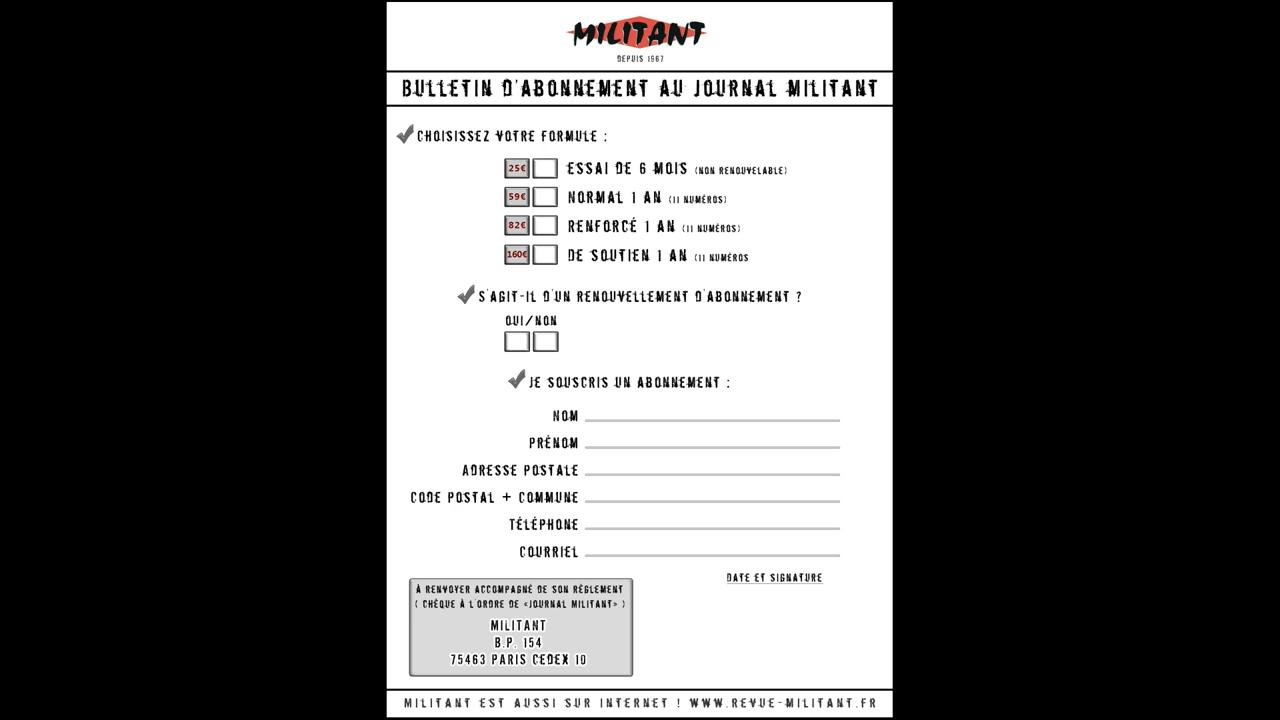 MILITANT
DEPUIS 1967
BULLETIN D'ABONNEMENT AU JOURNAL MILITANT
CHOISISSEZ VOTRE FORMULE :
25€ ESSAI DE 6 MOIS (NON RENOUVELABLE)
59€ NORMAL 1 AN (11 NUMÉROS)
82€ RENFORCÉ 1 AN (11 NUMÉROS)
160€ DE SOUTIEN 1 AN (11 NUMÉROS
S'AGIT-IL D'UN RENOUVELLEMENT D'ABONNEMENT ?
OUI/NON
JE SOUSCRIS UN ABONNEMENT :
NOM
PRÉNOM
ADRESSE POSTALE
CODE POSTAL + COMMUNE
TÉLÉPHONE
COURRIEL
DATE ET SIGNATURE
À RENVOYER ACCOMPAGNÉ DE SON RÈGLEMENT
( CHÈQUE À L'ORDRE DE «JOURNAL MILITANT» )
MILITANT
B.P. 154
75463 PARIS CEDEX 10
MILITANT EST AUSSI SUR INTERNET ! WWW.REVUE-MILITANT.FR